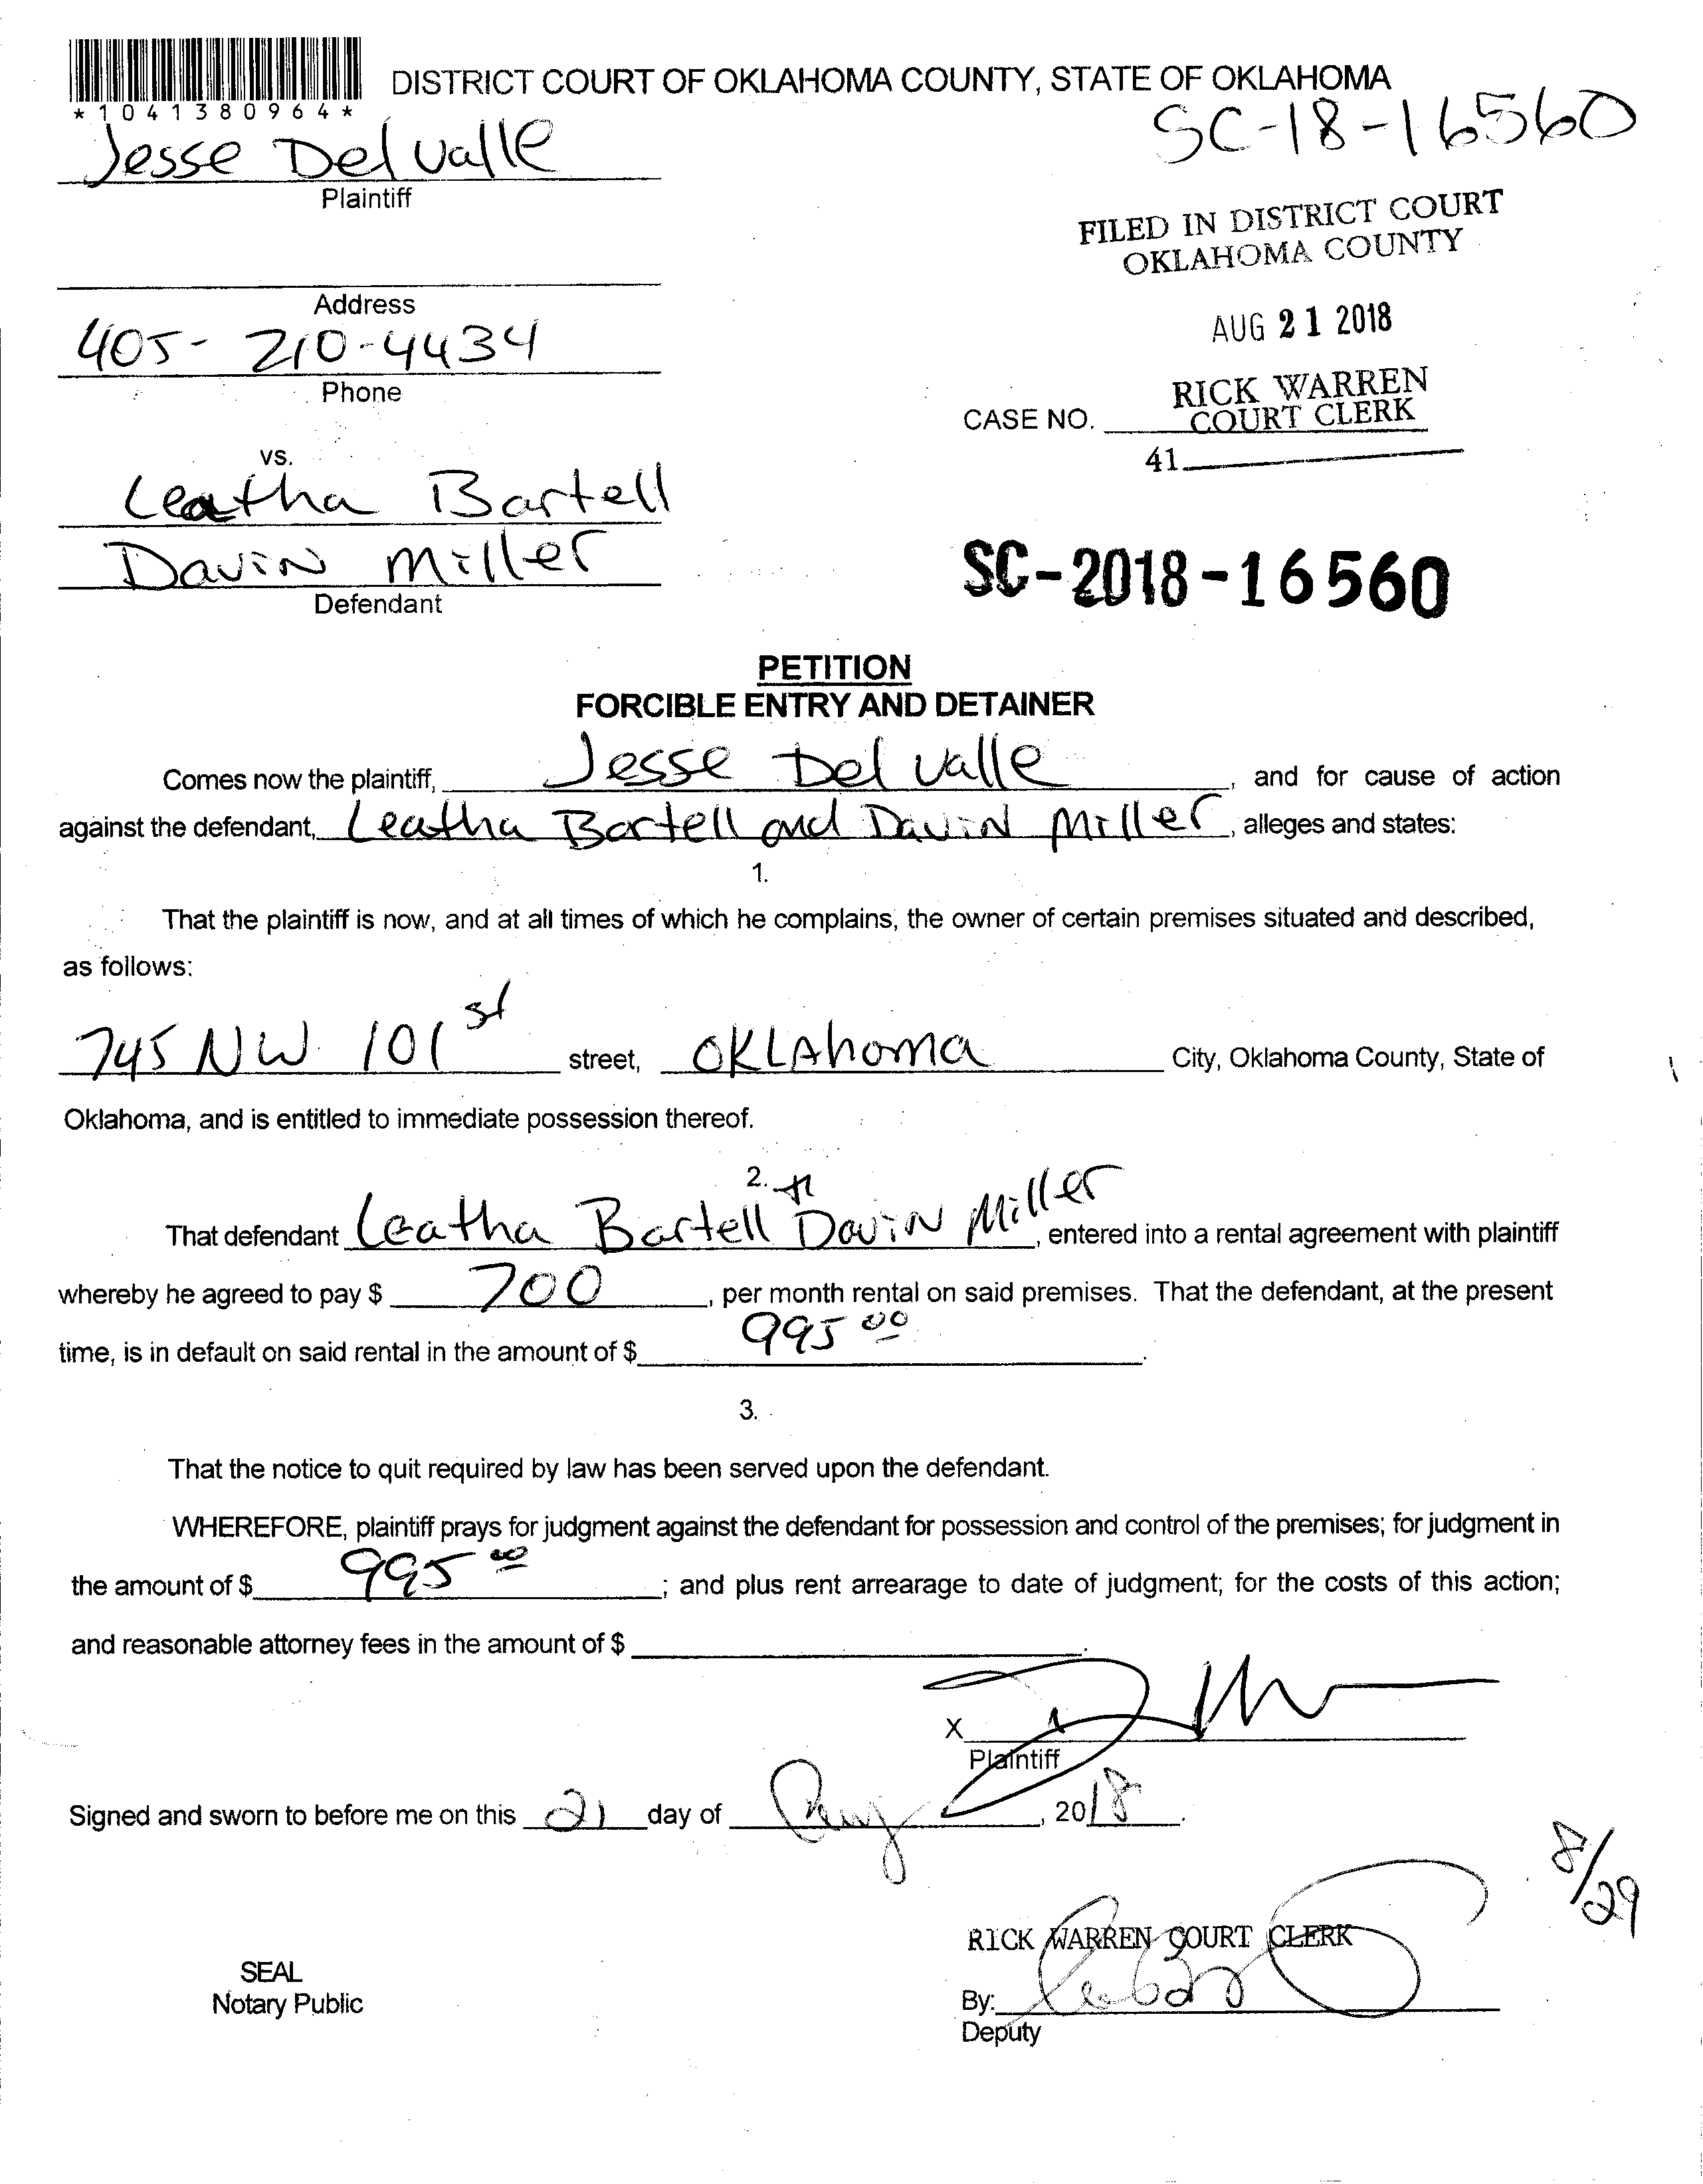 DISTRICT COURT OF OKLAHOMA COUNTY, STATE OF OKLAHOMA
*1041380964*
SC-18-16560
Jesse Del Valle
Plaintiff
FILED IN DISTRICT COURT
OKLAHOMA COUNTY
Address
AUG 21 2018
405-210-4434
Phone
RICK WARREN
COURT CLERK
CASE NO.
41
vs.
Leatha Bartell
Davin Miller
Defendant
SC-2018-16560
PETITION
FORCIBLE ENTRY AND DETAINER
Comes now the plaintiff, Jesse Del Valle, and for cause of action
against the defendant, Leatha Bartell and Davin Miller, alleges and states:
1.
That the plaintiff is now, and at all times of which he complains, the owner of certain premises situated and described,
as follows:
745 NW 101st street, OKLAhoma City, Oklahoma County, State of
Oklahoma, and is entitled to immediate possession thereof.
2.
That defendant Leatha Bartell Davin Miller, entered into a rental agreement with plaintiff
whereby he agreed to pay $ 700, per month rental on said premises. That the defendant, at the present
time, is in default on said rental in the amount of $ 995 00.
3.
That the notice to quit required by law has been served upon the defendant.
WHEREFORE, plaintiff prays for judgment against the defendant for possession and control of the premises; for judgment in
the amount of $ 995 00; and plus rent arrearage to date of judgment; for the costs of this action;
and reasonable attorney fees in the amount of $.
X
Plaintiff
Signed and sworn to before me on this 21 day of Aug, 2018.
8/29
RICK WARREN COURT CLERK
SEAL
Notary Public
By:
Deputy